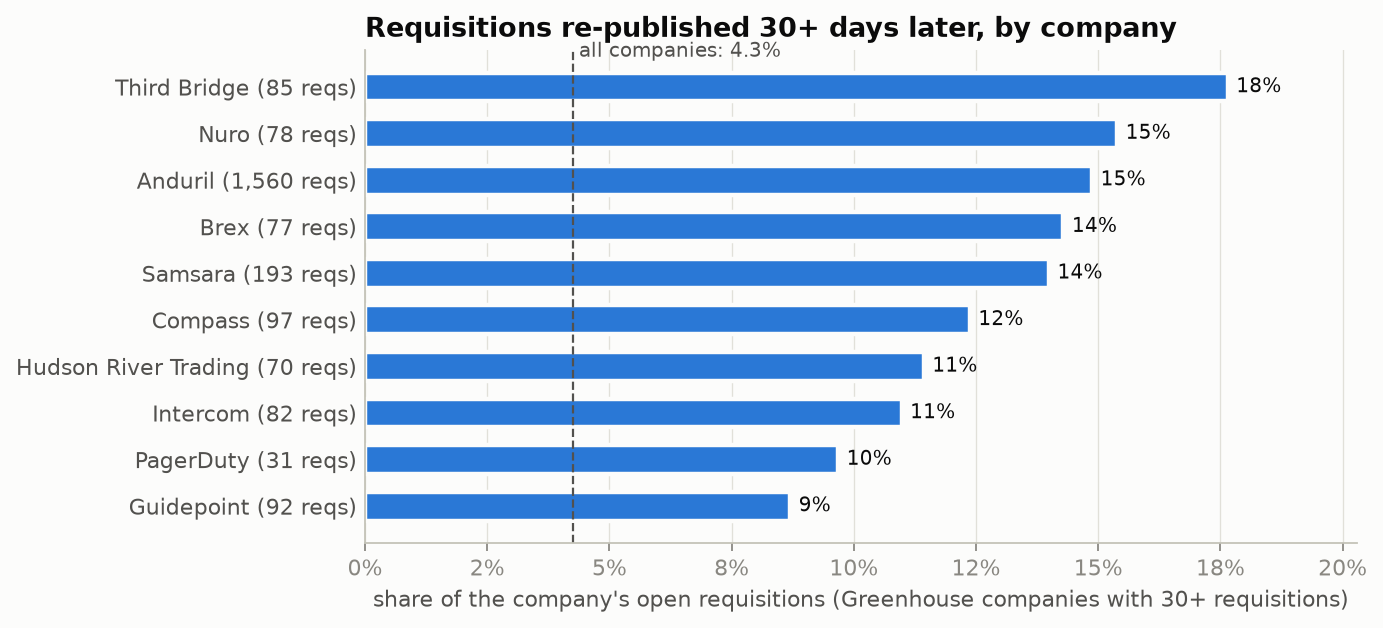 Requisitions re-published 30+ days later, by company
all companies: 4.3%
Third Bridge (85 reqs) 18%
Nuro (78 reqs) 15%
Anduril (1,560 reqs) 15%
Brex (77 reqs) 14%
Samsara (193 reqs) 14%
Compass (97 reqs) 12%
Hudson River Trading (70 reqs) 11%
Intercom (82 reqs) 11%
PagerDuty (31 reqs) 10%
Guidepoint (92 reqs) 9%
0% 2% 5% 8% 10% 12% 15% 18% 20%
share of the company's open requisitions (Greenhouse companies with 30+ requisitions)